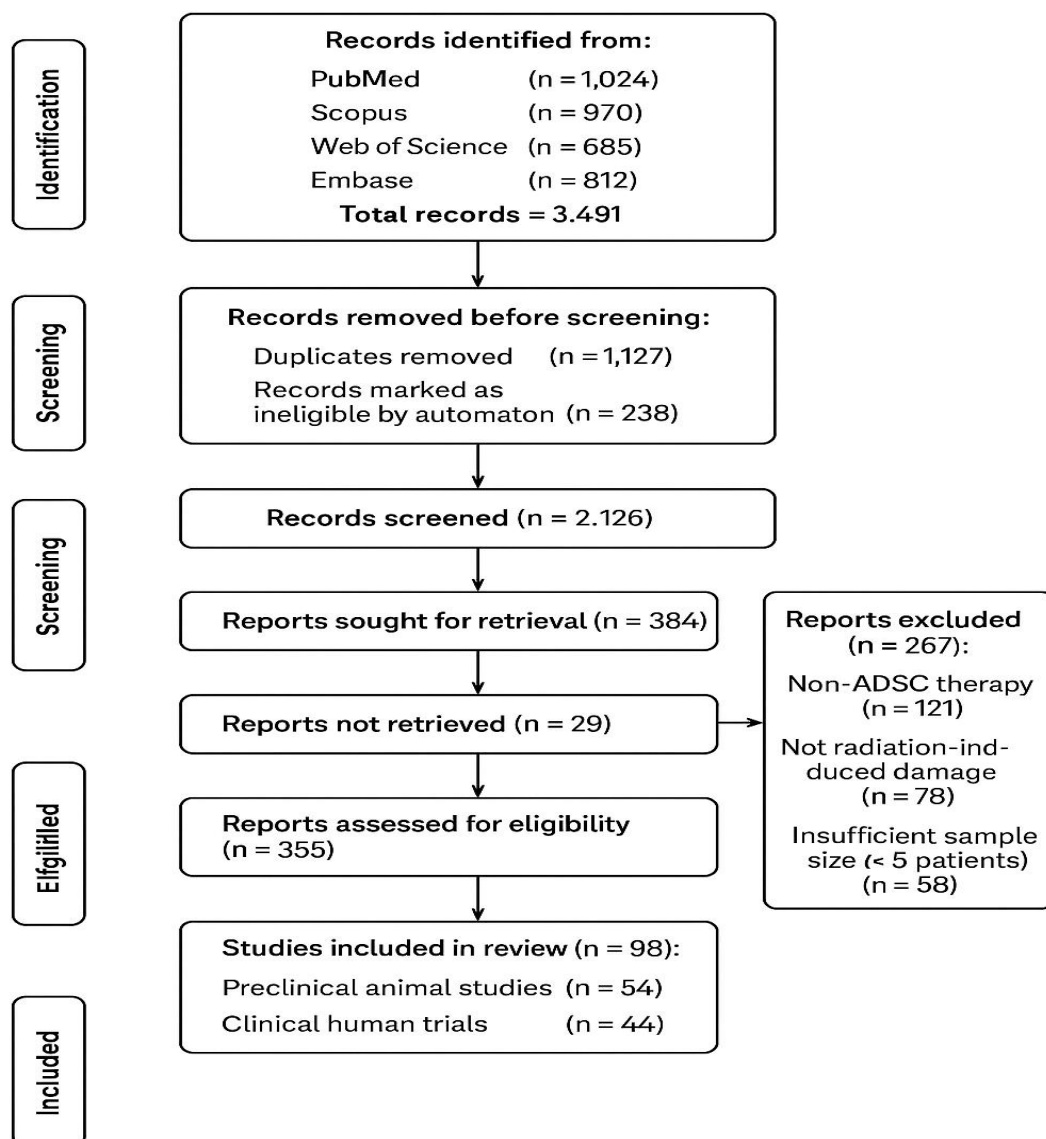 Identification
Records identified from:
PubMed (n = 1,024)
Scopus (n = 970)
Web of Science (n = 685)
Embase (n = 812)
Total records = 3.491
Screening
Records removed before screening:
Duplicates removed (n = 1,127)
Records marked as
ineligible by automaton (n = 238)
Screening
Records screened (n = 2.126)
Reports sought for retrieval (n = 384)
Reports not retrieved (n = 29)
Reports excluded
(n = 267):
Non-ADSC therapy
(n = 121)
Not radiation-ind-
duced damage
(n = 78)
Insufficient sample
size (< 5 patients)
(n = 58)
Reports assessed for eligibility
(n = 355)
Studies included in review (n = 98):
Preclinical animal studies (n = 54)
Clinical human trials (n = 44)
Included